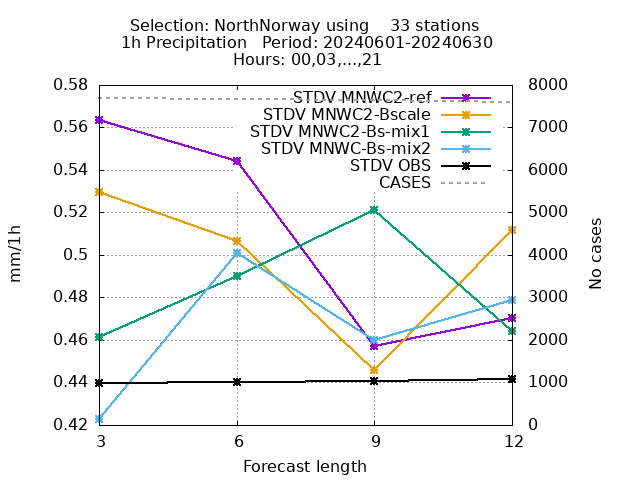 Selection: NorthNorway using    33 stations
1h Precipitation   Period: 20240601-20240630
Hours: 00,03,...,21
0.58 8000
STDV MNWC2-ref
STDV MNWC2-Bscale
0.56 7000
STDV MNWC2-Bs-mix1
STDV MNWC-Bs-mix2
0.54 6000
STDV OBS
CASES
0.52 5000
0.5 4000
mm/1h
No cases
0.48 3000
0.46 2000
0.44 1000
0.42 0
3 6 9 12
Forecast length